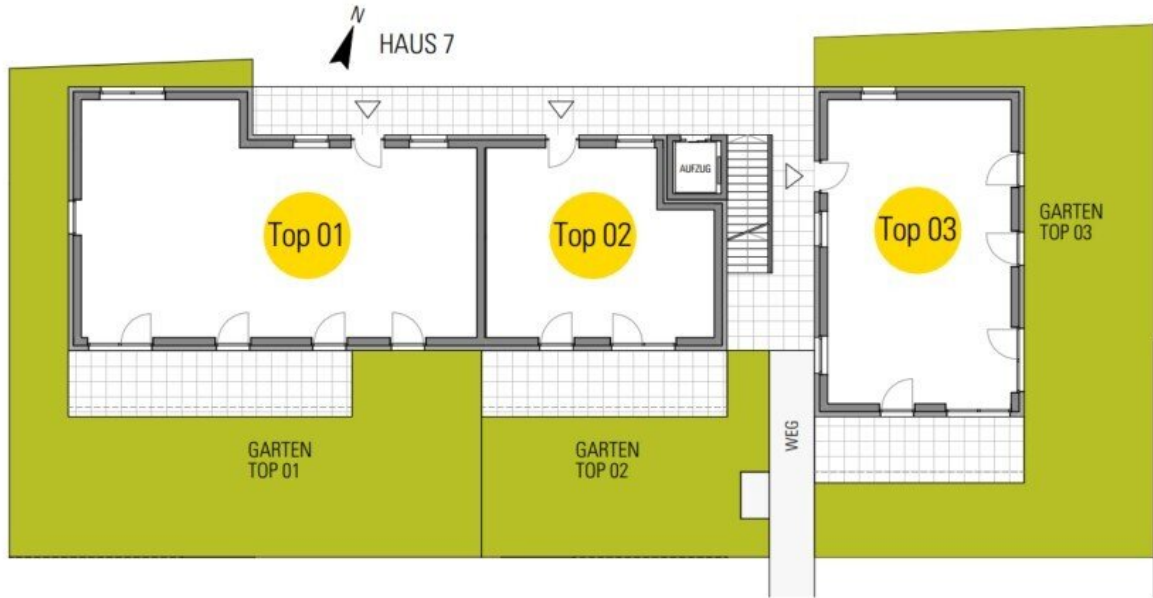 N
HAUS 7
AUFZUG
Top 01
Top 02
Top 03
GARTEN
TOP 03
GARTEN
TOP 01
GARTEN
TOP 02
WEG